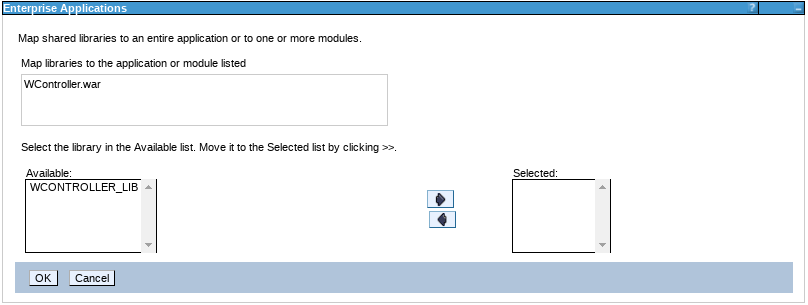 Enterprise Applications ? –
Map shared libraries to an entire application or to one or more modules.
Map libraries to the application or module listed
WController.war
Select the library in the Available list. Move it to the Selected list by clicking >>.
Available: Selected:
WCONTROLLER_LIB
OK Cancel